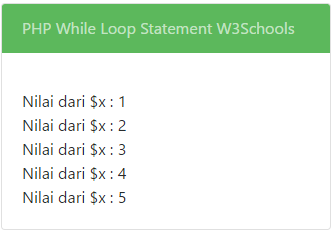 PHP While Loop Statement W3Schools
Nilai dari $x : 1
Nilai dari $x : 2
Nilai dari $x : 3
Nilai dari $x : 4
Nilai dari $x : 5